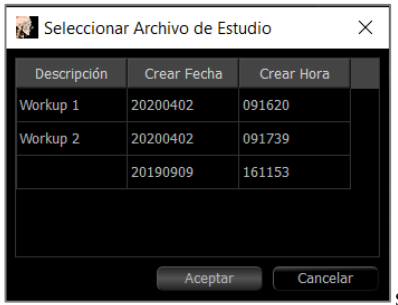 Seleccionar Archivo de Estudio
Descripción Crear Fecha Crear Hora
Workup 1 20200402 091620
Workup 2 20200402 091739
20190909 161153
Aceptar Cancelar